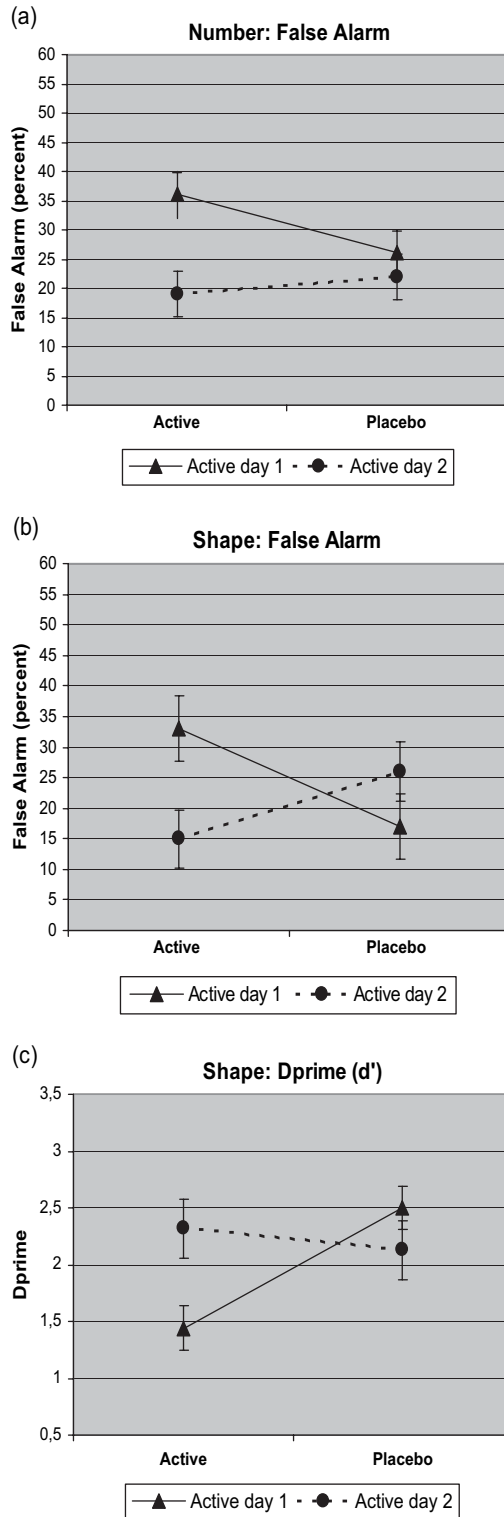 (a)
Number: False Alarm
False Alarm (percent)
60
55
50
45
40
35
30
25
20
15
10
5
0
Active
Placebo
Active day 1
Active day 2
(b)
Shape: False Alarm
False Alarm (percent)
60
55
50
45
40
35
30
25
20
15
10
5
0
Active
Placebo
Active day 1
Active day 2
(c)
Shape: Dprime (d')
Dprime
3,5
3
2,5
2
1,5
1
0,5
Active
Placebo
Active day 1
Active day 2